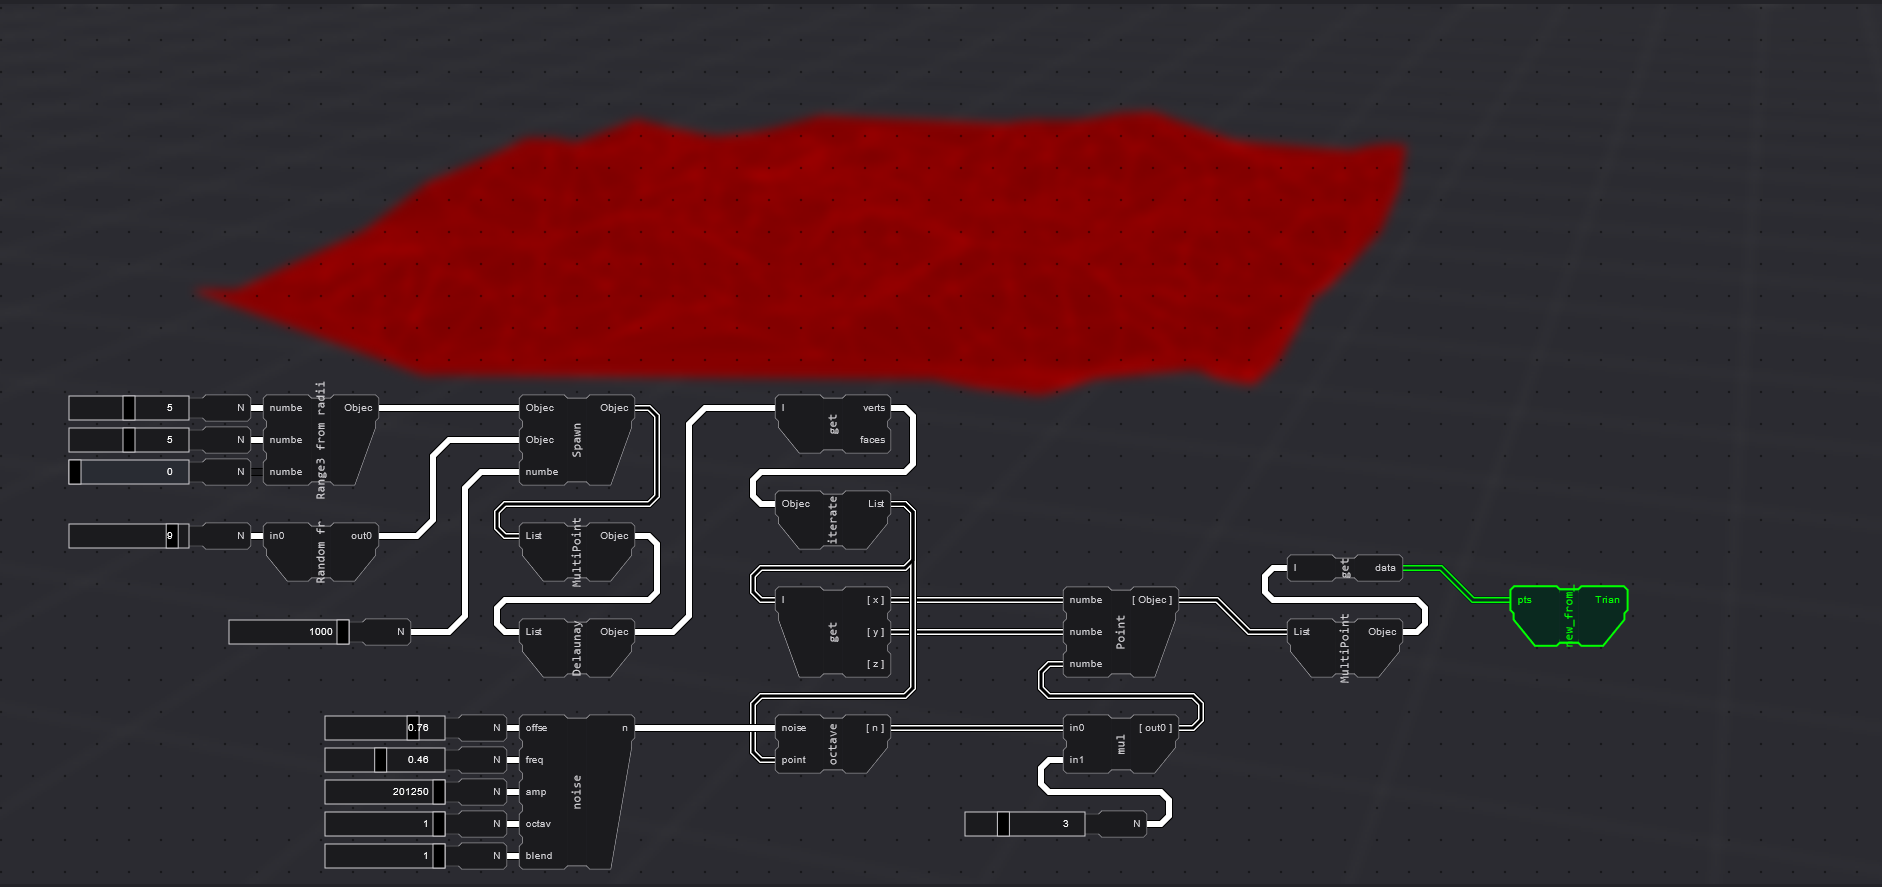 5 N numbe Range3 from radii Objec
5 N numbe
0 N numbe
Objec Spawn Objec
Objec
numbe
l get verts
faces
9 N in0 Random fr out0
List MultiPoint Objec
Objec iterate List
1000 N
List Delaunay Objec
l get [ x ]
[ y ]
[ z ]
numbe Point [ Objec ]
numbe
numbe
l get data
List MultiPoint Objec
pts new_from_ Trian
0.76 N offse noise n
0.46 N freq
201250 N amp
1 N octav
1 N blend
noise octave [ n ]
point
in0 mul [ out0 ]
in1
3 N